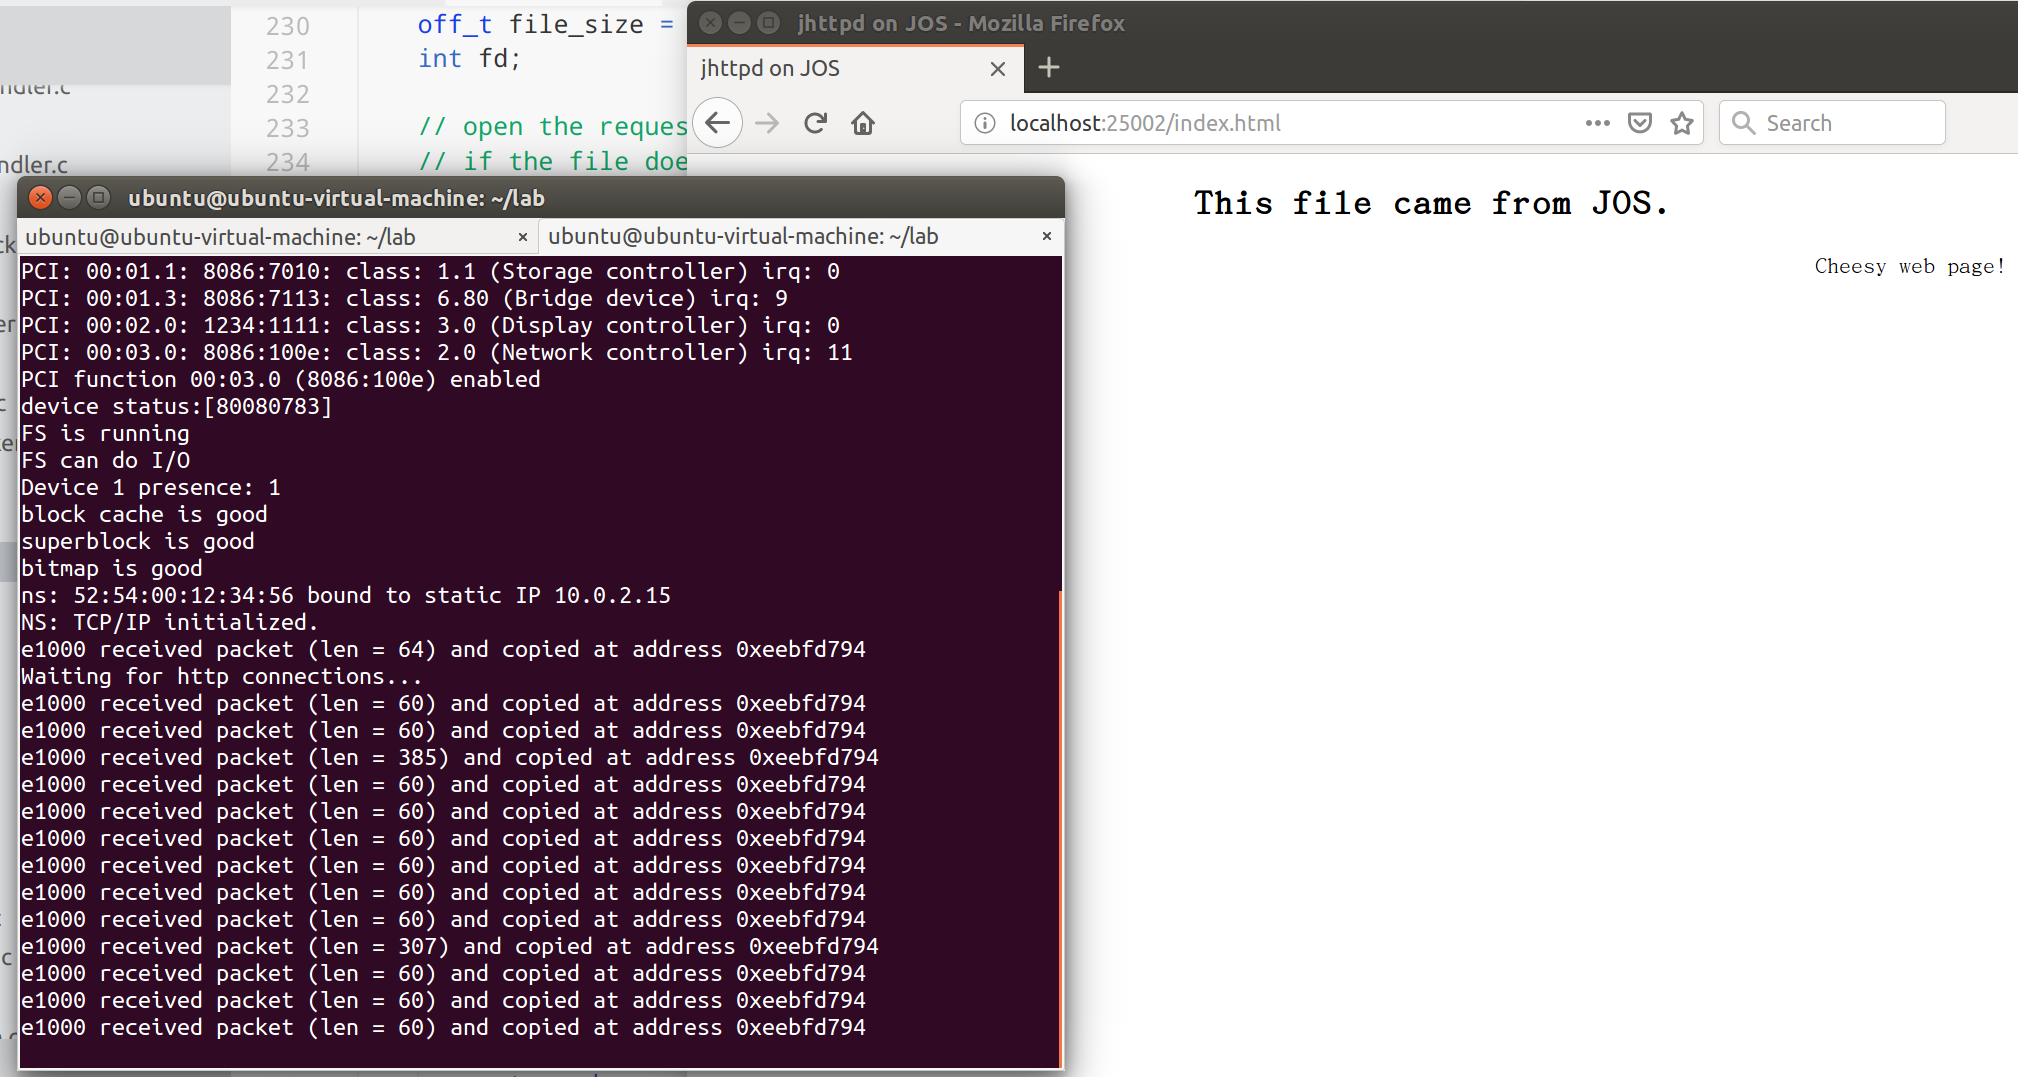 230 off_t file_size =
231 int fd;
232
233 // open the reques
234 // if the file doe
ndler.c
ndler.c
jhttpd on JOS - Mozilla Firefox
jhttpd on JOS
localhost:25002/index.html
Search
This file came from JOS.
Cheesy web page!
ubuntu@ubuntu-virtual-machine: ~/lab
ubuntu@ubuntu-virtual-machine: ~/lab
ubuntu@ubuntu-virtual-machine: ~/lab
PCI: 00:01.1: 8086:7010: class: 1.1 (Storage controller) irq: 0
PCI: 00:01.3: 8086:7113: class: 6.80 (Bridge device) irq: 9
PCI: 00:02.0: 1234:1111: class: 3.0 (Display controller) irq: 0
PCI: 00:03.0: 8086:100e: class: 2.0 (Network controller) irq: 11
PCI function 00:03.0 (8086:100e) enabled
device status:[80080783]
FS is running
FS can do I/O
Device 1 presence: 1
block cache is good
superblock is good
bitmap is good
ns: 52:54:00:12:34:56 bound to static IP 10.0.2.15
NS: TCP/IP initialized.
e1000 received packet (len = 64) and copied at address 0xeebfd794
Waiting for http connections...
e1000 received packet (len = 60) and copied at address 0xeebfd794
e1000 received packet (len = 60) and copied at address 0xeebfd794
e1000 received packet (len = 385) and copied at address 0xeebfd794
e1000 received packet (len = 60) and copied at address 0xeebfd794
e1000 received packet (len = 60) and copied at address 0xeebfd794
e1000 received packet (len = 60) and copied at address 0xeebfd794
e1000 received packet (len = 60) and copied at address 0xeebfd794
e1000 received packet (len = 60) and copied at address 0xeebfd794
e1000 received packet (len = 60) and copied at address 0xeebfd794
e1000 received packet (len = 307) and copied at address 0xeebfd794
e1000 received packet (len = 60) and copied at address 0xeebfd794
e1000 received packet (len = 60) and copied at address 0xeebfd794
e1000 received packet (len = 60) and copied at address 0xeebfd794